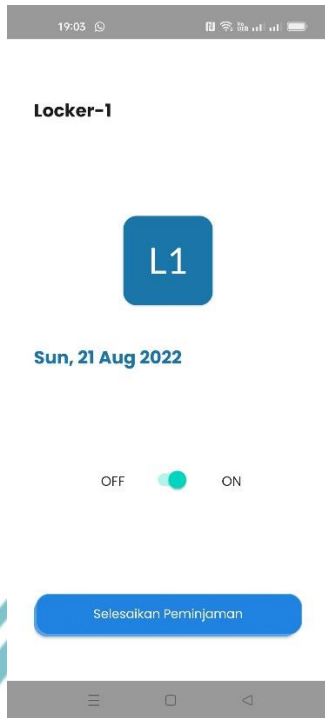 19:03
Locker-1
L1
Sun, 21 Aug 2022
OFF ON
Selesaikan Peminjaman